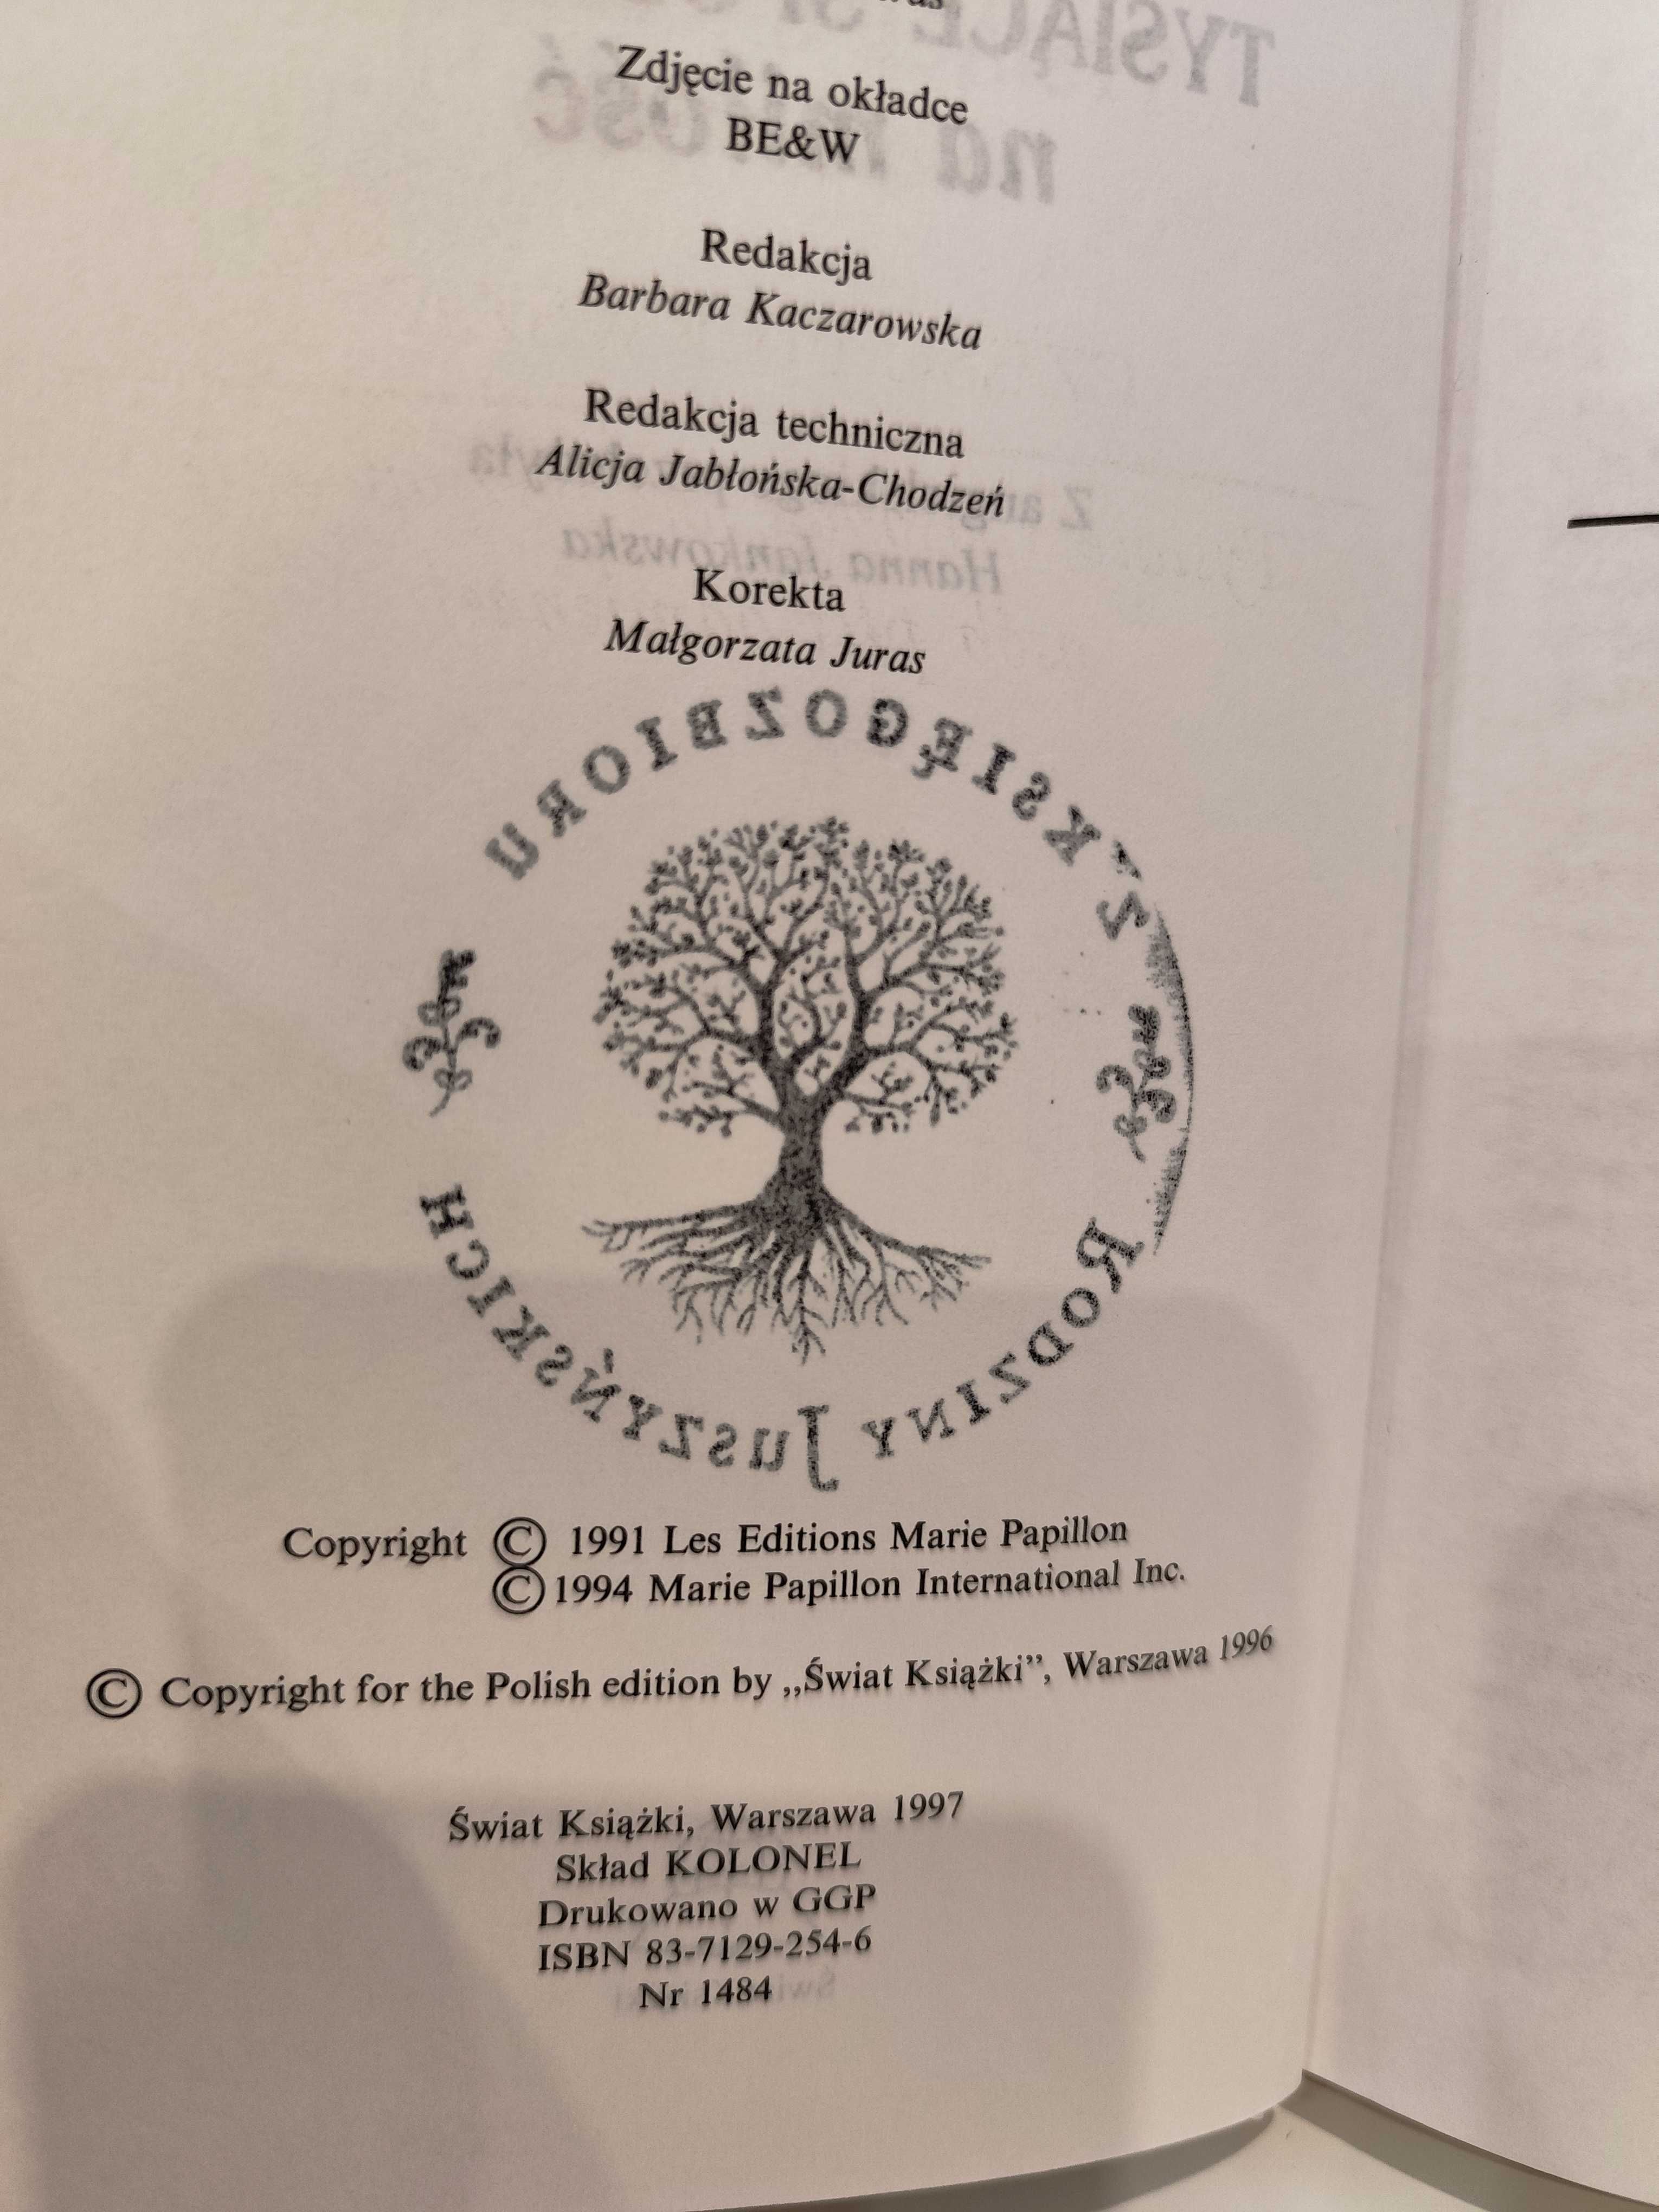 Zdjęcie na okładce
BE&W
Redakcja
Barbara Kaczarowska
Redakcja techniczna
Alicja Jabłońska-Chodzeń
Korekta
Małgorzata Juras
Z KSIĘGOZBIORU
RODZINY JUSZYŃSKICH
Copyright © 1991 Les Editions Marie Papillon
© 1994 Marie Papillon International Inc.
© Copyright for the Polish edition by „Świat Książki”, Warszawa 1996
Świat Książki, Warszawa 1997
Skład KOLONEL
Drukowano w GGP
ISBN 83-7129-254-6
Nr 1484